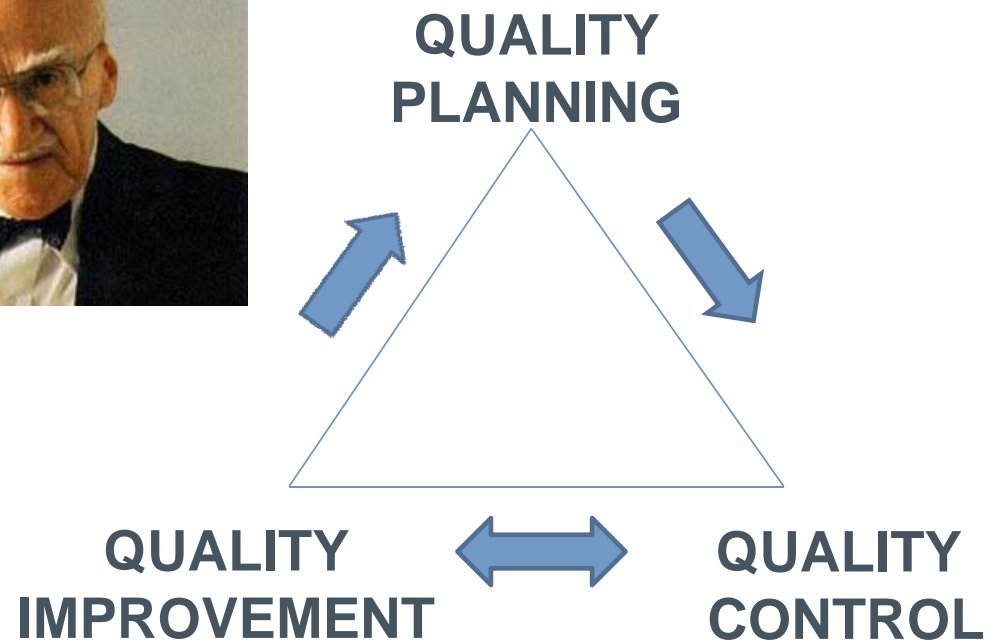 QUALITY
PLANNING
QUALITY
IMPROVEMENT
QUALITY
CONTROL